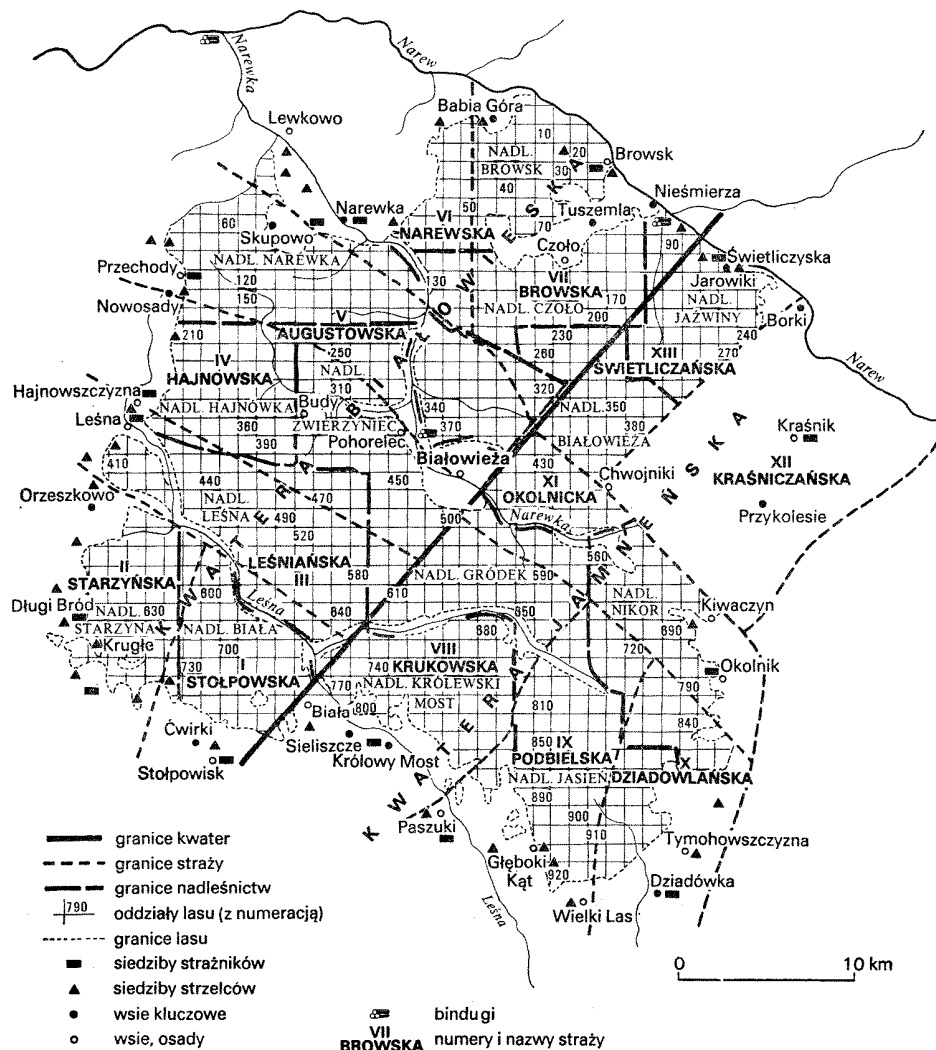 Narewka
Narew
Lewkowo
Babia Góra
10
20
30
40
50
NADL.
BROWSK
Browsk
Nieśmierza
60
Skupowo
Narewka
VI
NAREWSKA
Tuszemla
70
90
Czoło
NADL. NAREWKA
Świetliczyska
Jarowiki
Przechody
120
130
VII
BROWSKA
NADL. CZOŁO
170
200
NADL.
JAŹWINY
150
Nowosady
Borki
210
V
AUGUSTOWSKA
230
240
250
260
270
XIII
ŚWIETLICZAŃSKA
Narew
IV
HAJNOWSKA
NADL.
310
320
Hajnowszczyzna
NADL. HAJNÓWKA
Budy
ZWIERZYNIEC
340
NADL.
350
Leśna
360
Pohorelec
370
BIAŁOWIEŻA
380
Kraśnik
390
Białowieża
410
430
Chwojniki
XII
KRAŚNICZAŃSKA
440
450
XI
OKOLNICKA
Orzeszkowo
NADL.
LEŚNA
470
Przykolesie
490
500
Narewka
520
560
II
STARZYŃSKA
LEŚNIAŃSKA
III
580
NADL. GRÓDEK
590
NADL.
NIKOR
800
610
Leśna
Długi Bród
NADL. 630
STARZYNA
NADL. BIAŁA
640
650
Kiwaczyn
690
Krugłe
700
680
720
730
I
STOŁPOWSKA
740
VIII
KRUKOWSKA
NADL. KRÓLEWSKI
MOST
Okolnik
770
790
800
Biała
810
840
Ćwirki
Sieliszcze
Królowy Most
850
IX
PODBIELSKA
X
DZIADOWLAŃSKA
Stołpowisk
NADL. JASIEŃ
890
900
910
Paszuki
Tymohowszczyzna
Głęboki
Kąt
920
Dziadówka
Wielki Las
Leśna
KWATERA BAŁOWESKA
KWATERA JAMNENSKA
granice kwater
granice straży
granice nadleśnictw
790 oddziały lasu (z numeracją)
granice lasu
siedziby strażników
siedziby strzelców
wsie kluczowe
wsie, osady
bindugi
VII
BROWSKA numery i nazwy straży
0 10 km